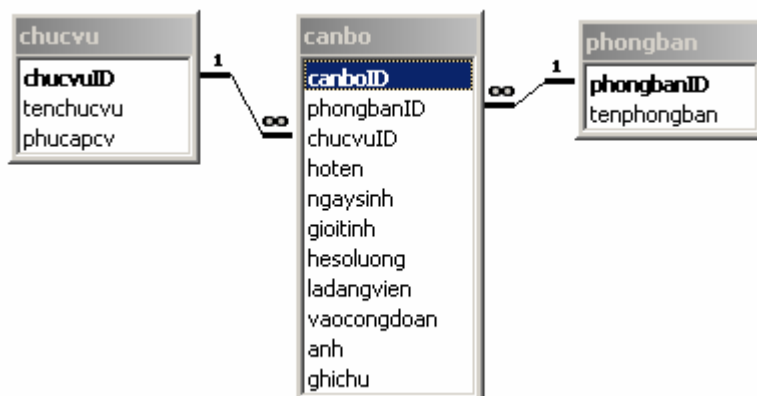 chucvu
chucvuID
tenchucvu
phucapcv
1
∞
canbo
canboID
phongbanID
chucvuID
hoten
ngaysinh
gioitinh
hesoluong
ladangvien
vaocongdoan
anh
ghichu
∞
1
phongban
phongbanID
tenphongban